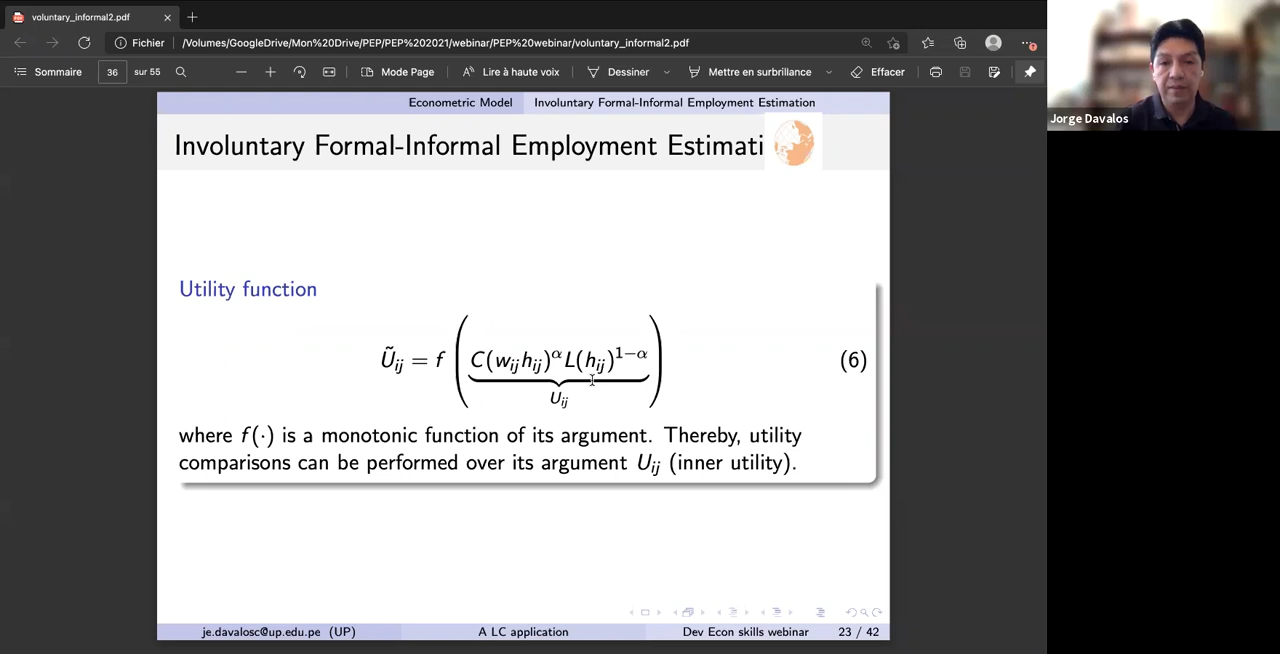 voluntary_informal2.pdf
Fichier
/Volumes/GoogleDrive/Mon%20Drive/PEP/PEP%202021/webinar/PEP%20webinar/voluntary_informal2.pdf
Sommaire 36 sur 55 Mode Page Lire à haute voix Dessiner Mettre en surbrillance Effacer
Jorge Davalos
Econometric Model Involuntary Formal-Informal Employment Estimation
Involuntary Formal-Informal Employment Estimati
Utility function
Ũij = f ( C(wijhij)^α L(hij)^1−α ) (6)
Uij
where f(·) is a monotonic function of its argument. Thereby, utility
comparisons can be performed over its argument Uij (inner utility).
je.davalosc@up.edu.pe (UP) A LC application Dev Econ skills webinar 23 / 42